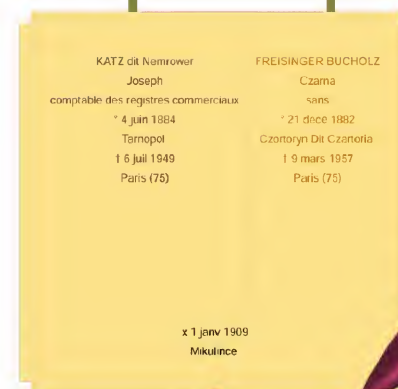 KATZ dit Nemrower
Joseph
comptable des registres commerciaux
° 4 juin 1884
Tarnopol
† 6 juil 1949
Paris (75)
FREISINGER BUCHOLZ
Czarna
sans
° 21 dece 1882
Czortoryn Dit Czartoria
† 9 mars 1957
Paris (75)
x 1 janv 1909
Mikulince